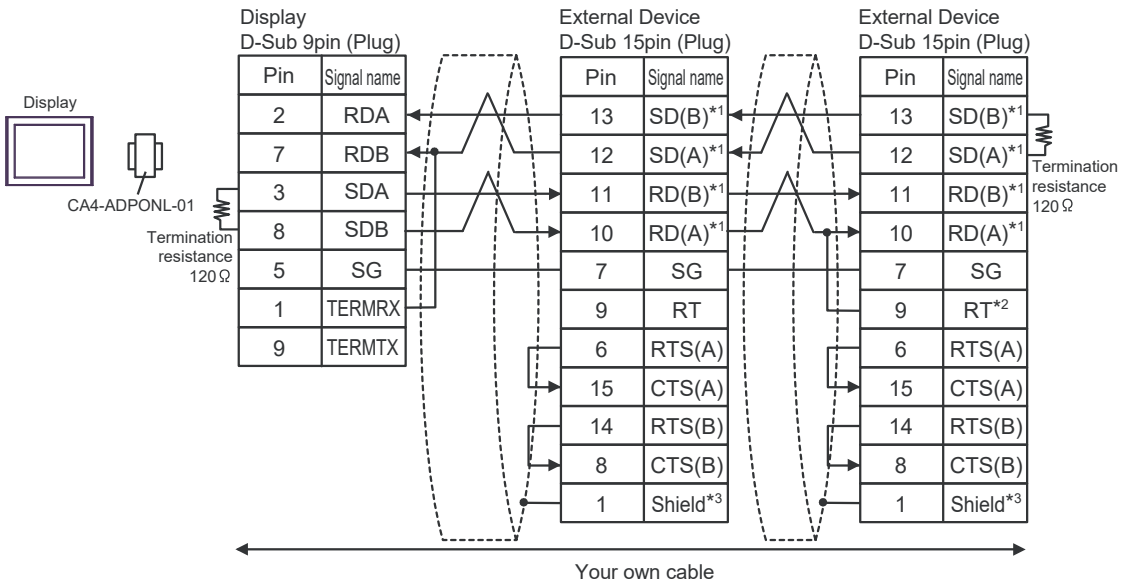 Display
D-Sub 9pin (Plug)
External Device
D-Sub 15pin (Plug)
External Device
D-Sub 15pin (Plug)
Display
CA4-ADPONL-01
Termination
resistance
120Ω
Pin Signal name
2 RDA
7 RDB
3 SDA
8 SDB
5 SG
1 TERMRX
9 TERMTX
Pin Signal name
13 SD(B)*1
12 SD(A)*1
11 RD(B)*1
10 RD(A)*1
7 SG
9 RT
6 RTS(A)
15 CTS(A)
14 RTS(B)
8 CTS(B)
1 Shield*3
Pin Signal name
13 SD(B)*1
12 SD(A)*1
11 RD(B)*1
10 RD(A)*1
7 SG
9 RT*2
6 RTS(A)
15 CTS(A)
14 RTS(B)
8 CTS(B)
1 Shield*3
Termination
resistance
120Ω
Your own cable